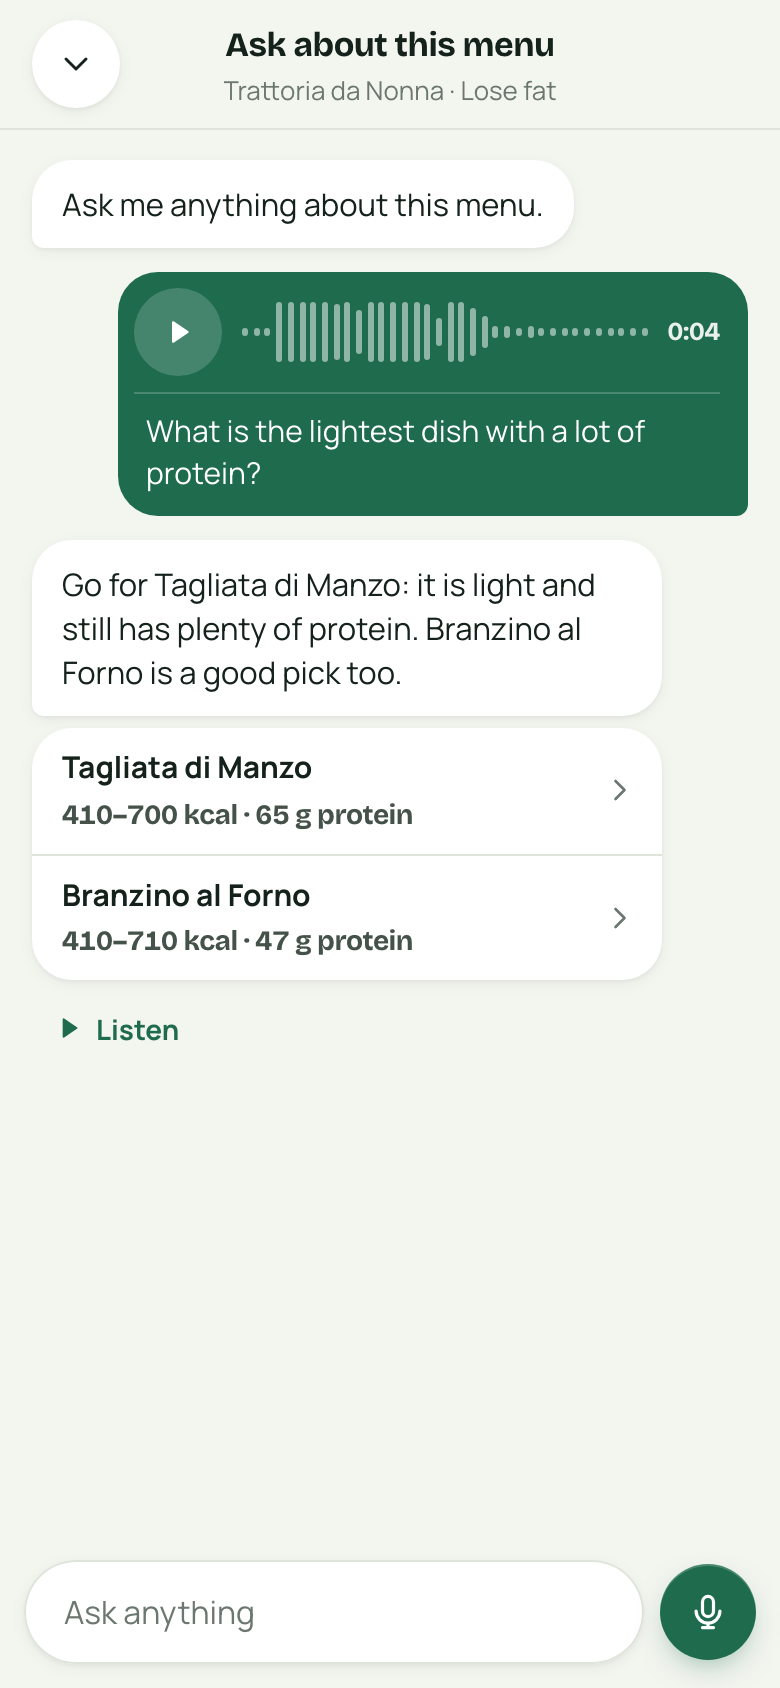 Ask about this menu
Trattoria da Nonna · Lose fat
Ask me anything about this menu.
0:04
What is the lightest dish with a lot of
protein?
Go for Tagliata di Manzo: it is light and
still has plenty of protein. Branzino al
Forno is a good pick too.
Tagliata di Manzo
410–700 kcal · 65 g protein
Branzino al Forno
410–710 kcal · 47 g protein
Listen
Ask anything